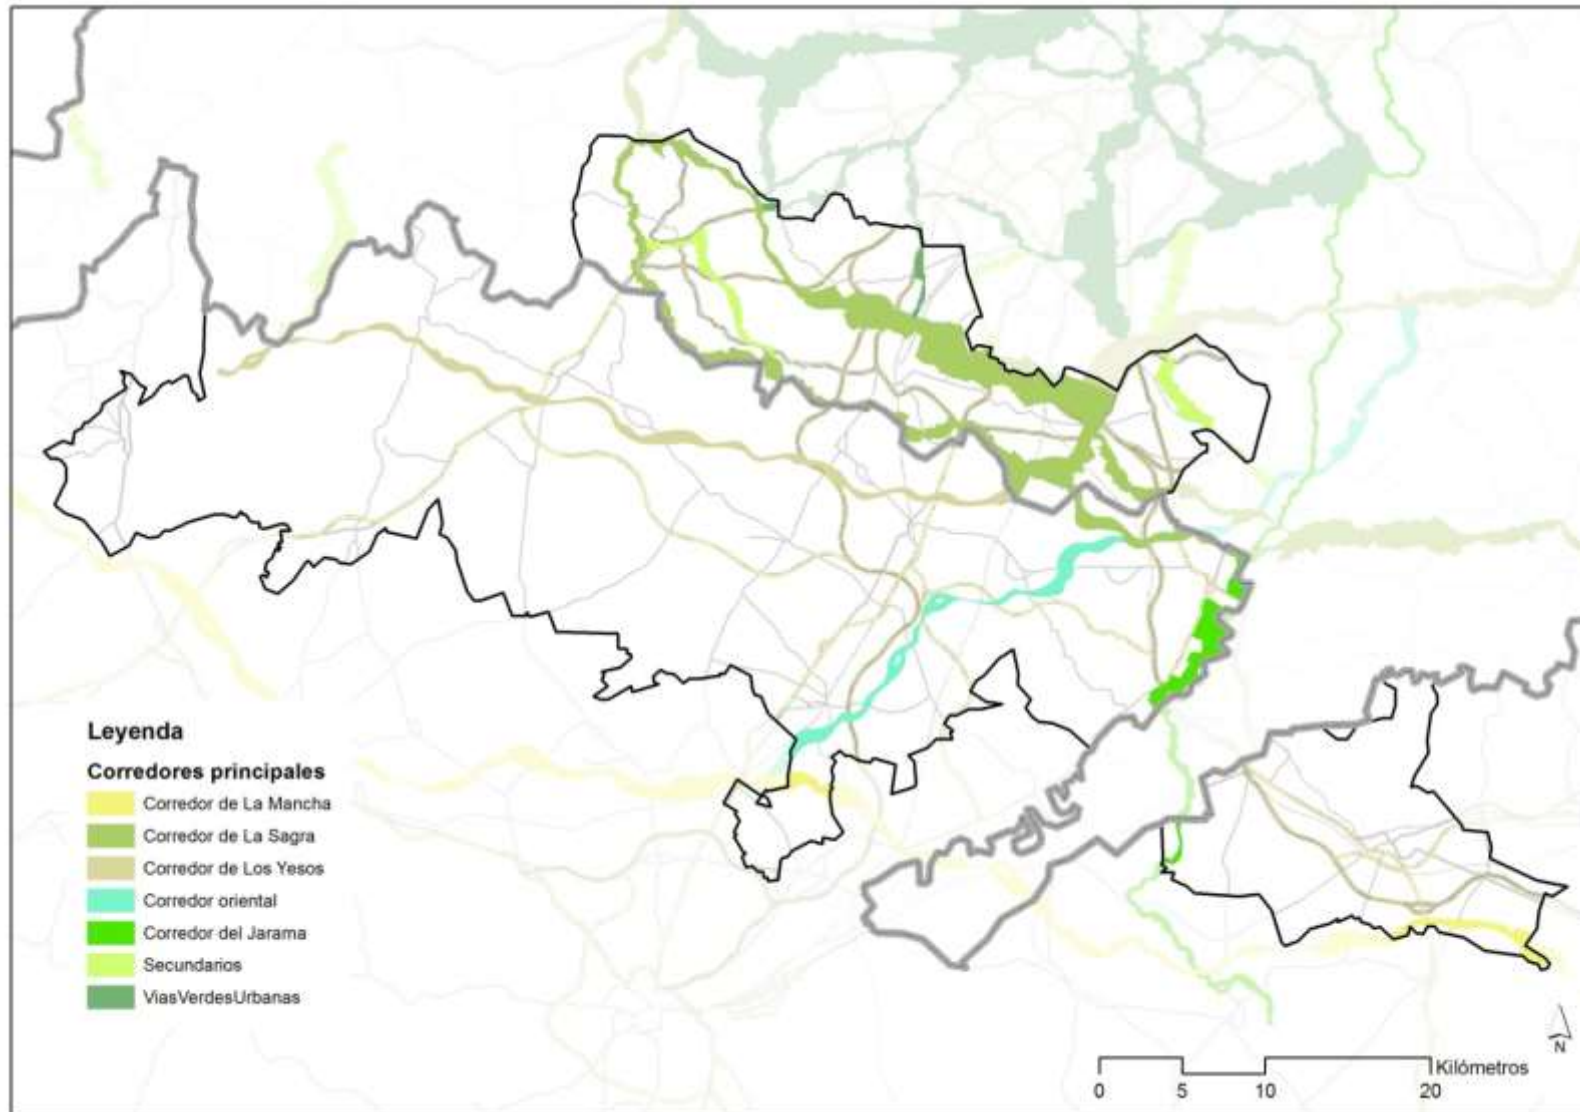 Leyenda
Corredores principales
Corredor de La Mancha
Corredor de La Sagra
Corredor de Los Yesos
Corredor oriental
Corredor del Jarama
Secundarios
ViasVerdesUrbanas
N
Kilómetros
0 5 10 20